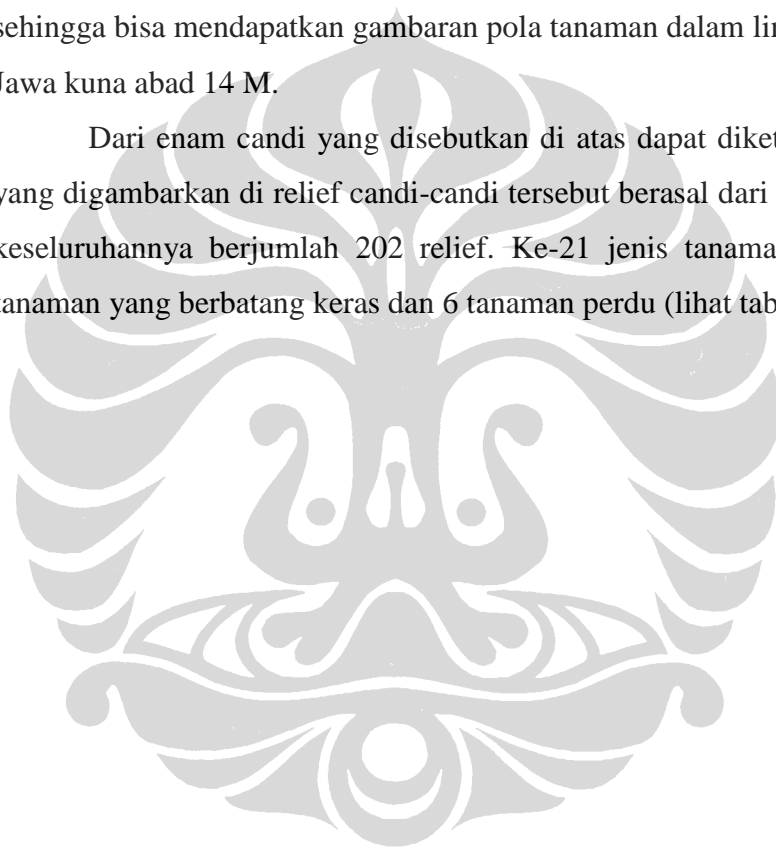 sehingga bisa mendapatkan gambaran pola tanaman dalam
Jawa kuna abad 14 M.
Dari enam candi yang disebutkan di atas dapat
yang digambarkan di relief candi-candi tersebut berasal dari
keseluruhannya berjumlah 202 relief. Ke-21 jenis
tanaman yang berbatang keras dan 6 tanaman perdu (lihat